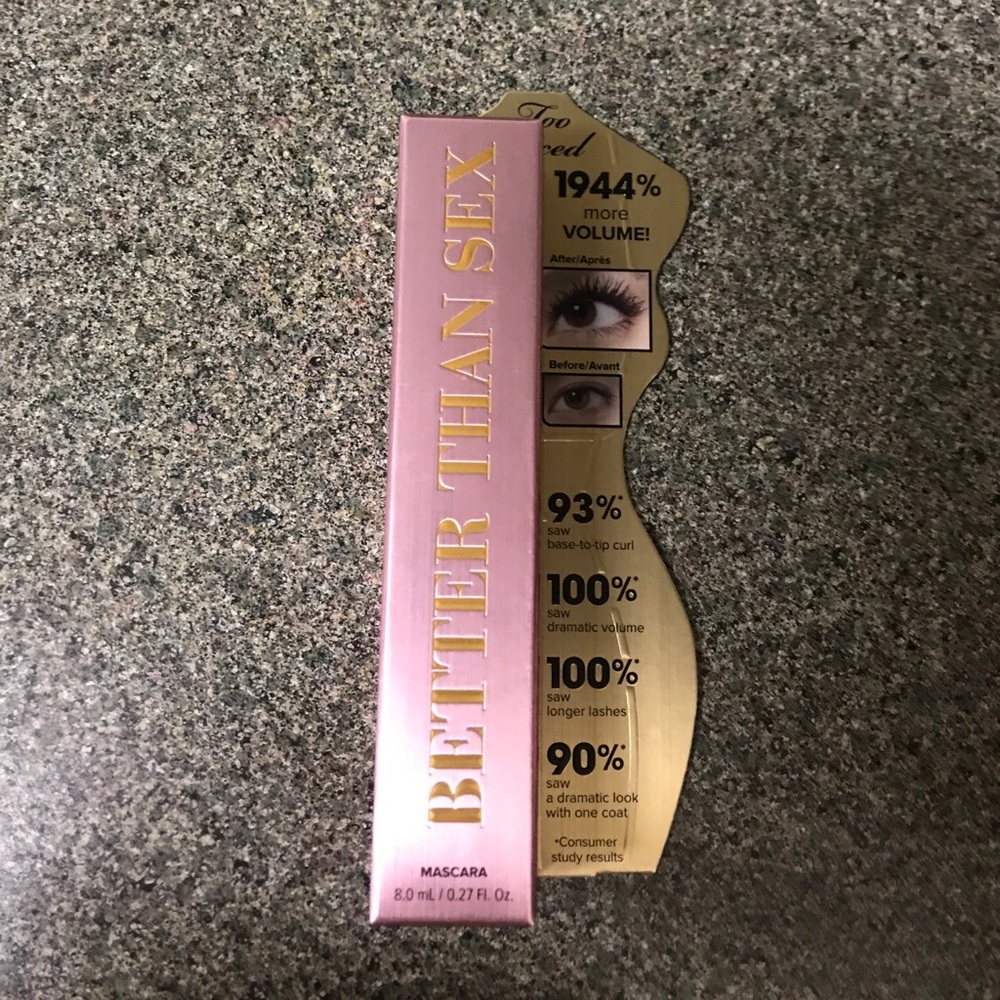 BETTER THAN SEX
MASCARA
8.0 mL / 0.27 Fl. Oz.
Too
ced
1944%
more
VOLUME!
After/Après
Before/Avant
93%*
saw
base-to-tip curl
100%*
saw
dramatic volume
100%*
saw
longer lashes
90%*
saw
a dramatic look
with one coat
*Consumer
study results